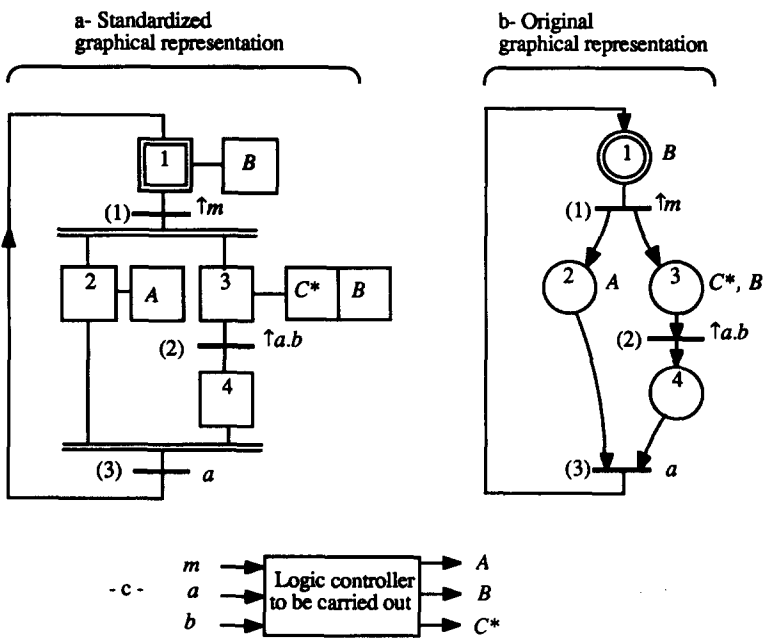 a- Standardized
graphical representation
1
B
(1)
↑m
2
A
3
C*
B
(2)
↑a.b
4
(3)
a
b- Original
graphical representation
1
B
(1)
↑m
2
A
3
C*, B
(2)
↑a.b
4
(3)
a
- c -
m
a
b
Logic controller
to be carried out
A
B
C*